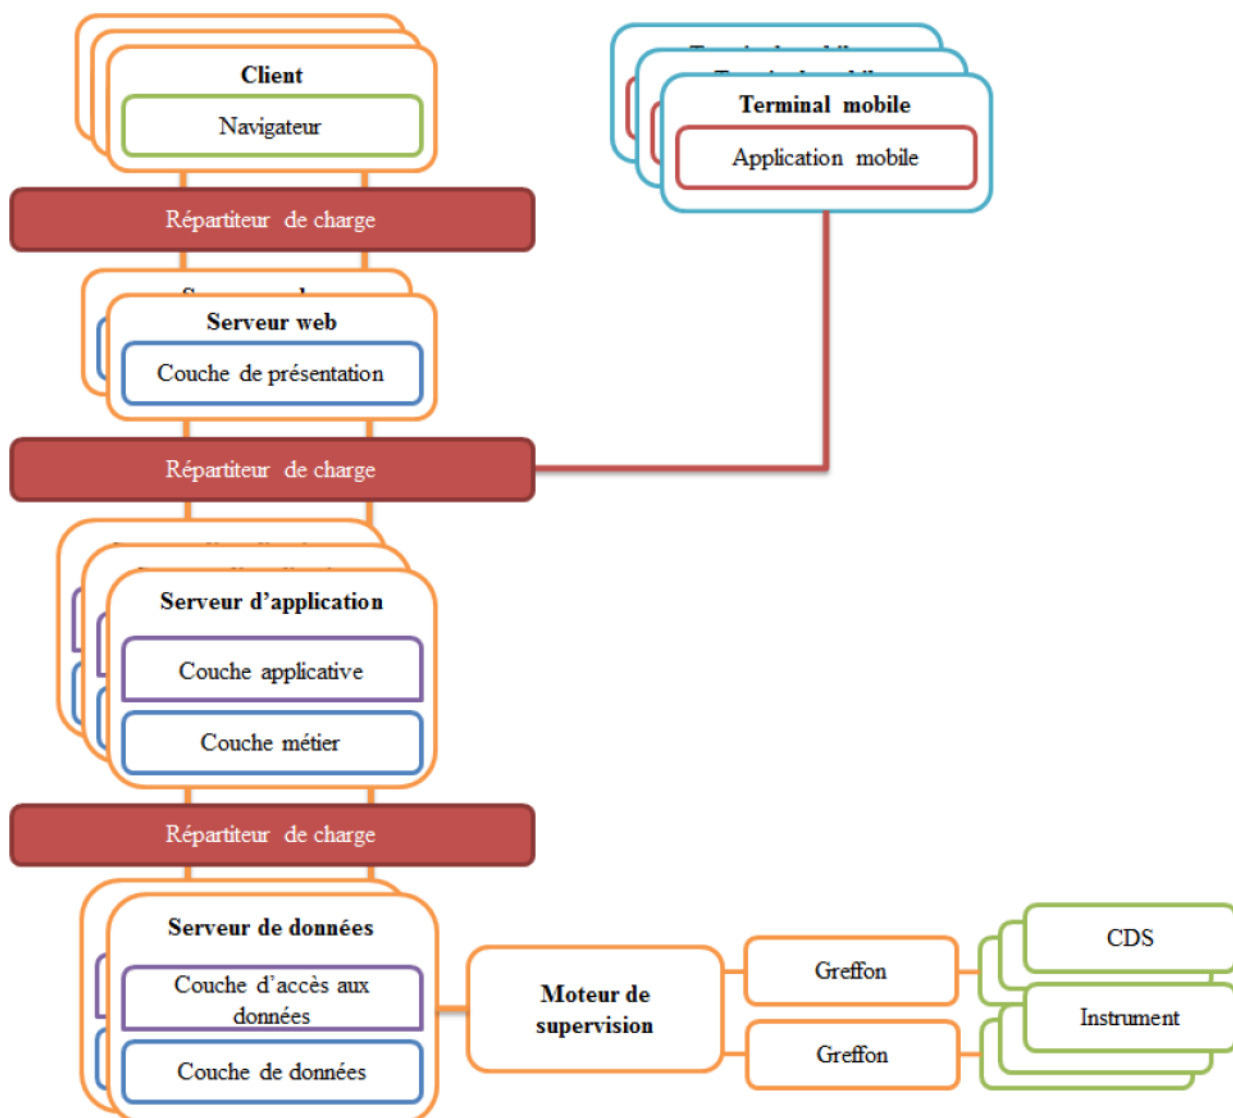 Client
Navigateur
Terminal mobile
Application mobile
Répartiteur de charge
Serveur web
Couche de présentation
Répartiteur de charge
Serveur d’application
Couche applicative
Couche métier
Répartiteur de charge
Serveur de données
Couche d’accès aux
données
Couche de données
Moteur de
supervision
Greffon
CDS
Greffon
Instrument